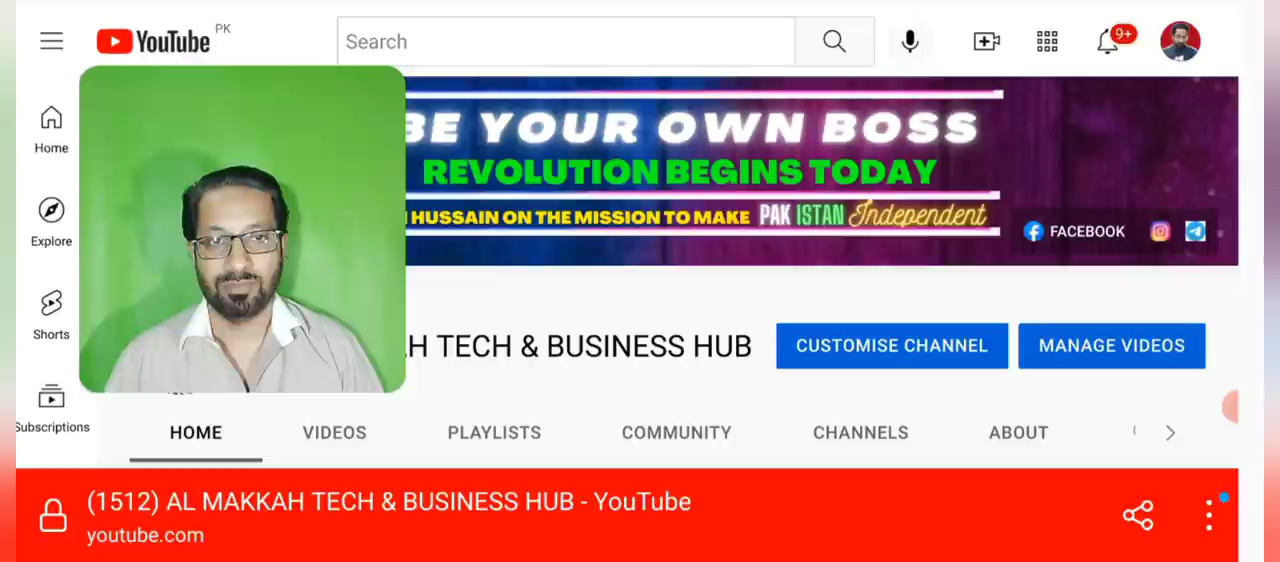 YouTube PK
Search
9+
Home
Explore
Shorts
Subscriptions
BE YOUR OWN BOSS
REVOLUTION BEGINS TODAY
HUSSAIN ON THE MISSION TO MAKE PAKISTAN Independent
FACEBOOK
H TECH & BUSINESS HUB
CUSTOMISE CHANNEL
MANAGE VIDEOS
HOME VIDEOS PLAYLISTS COMMUNITY CHANNELS ABOUT
(1512) AL MAKKAH TECH & BUSINESS HUB - YouTube
youtube.com